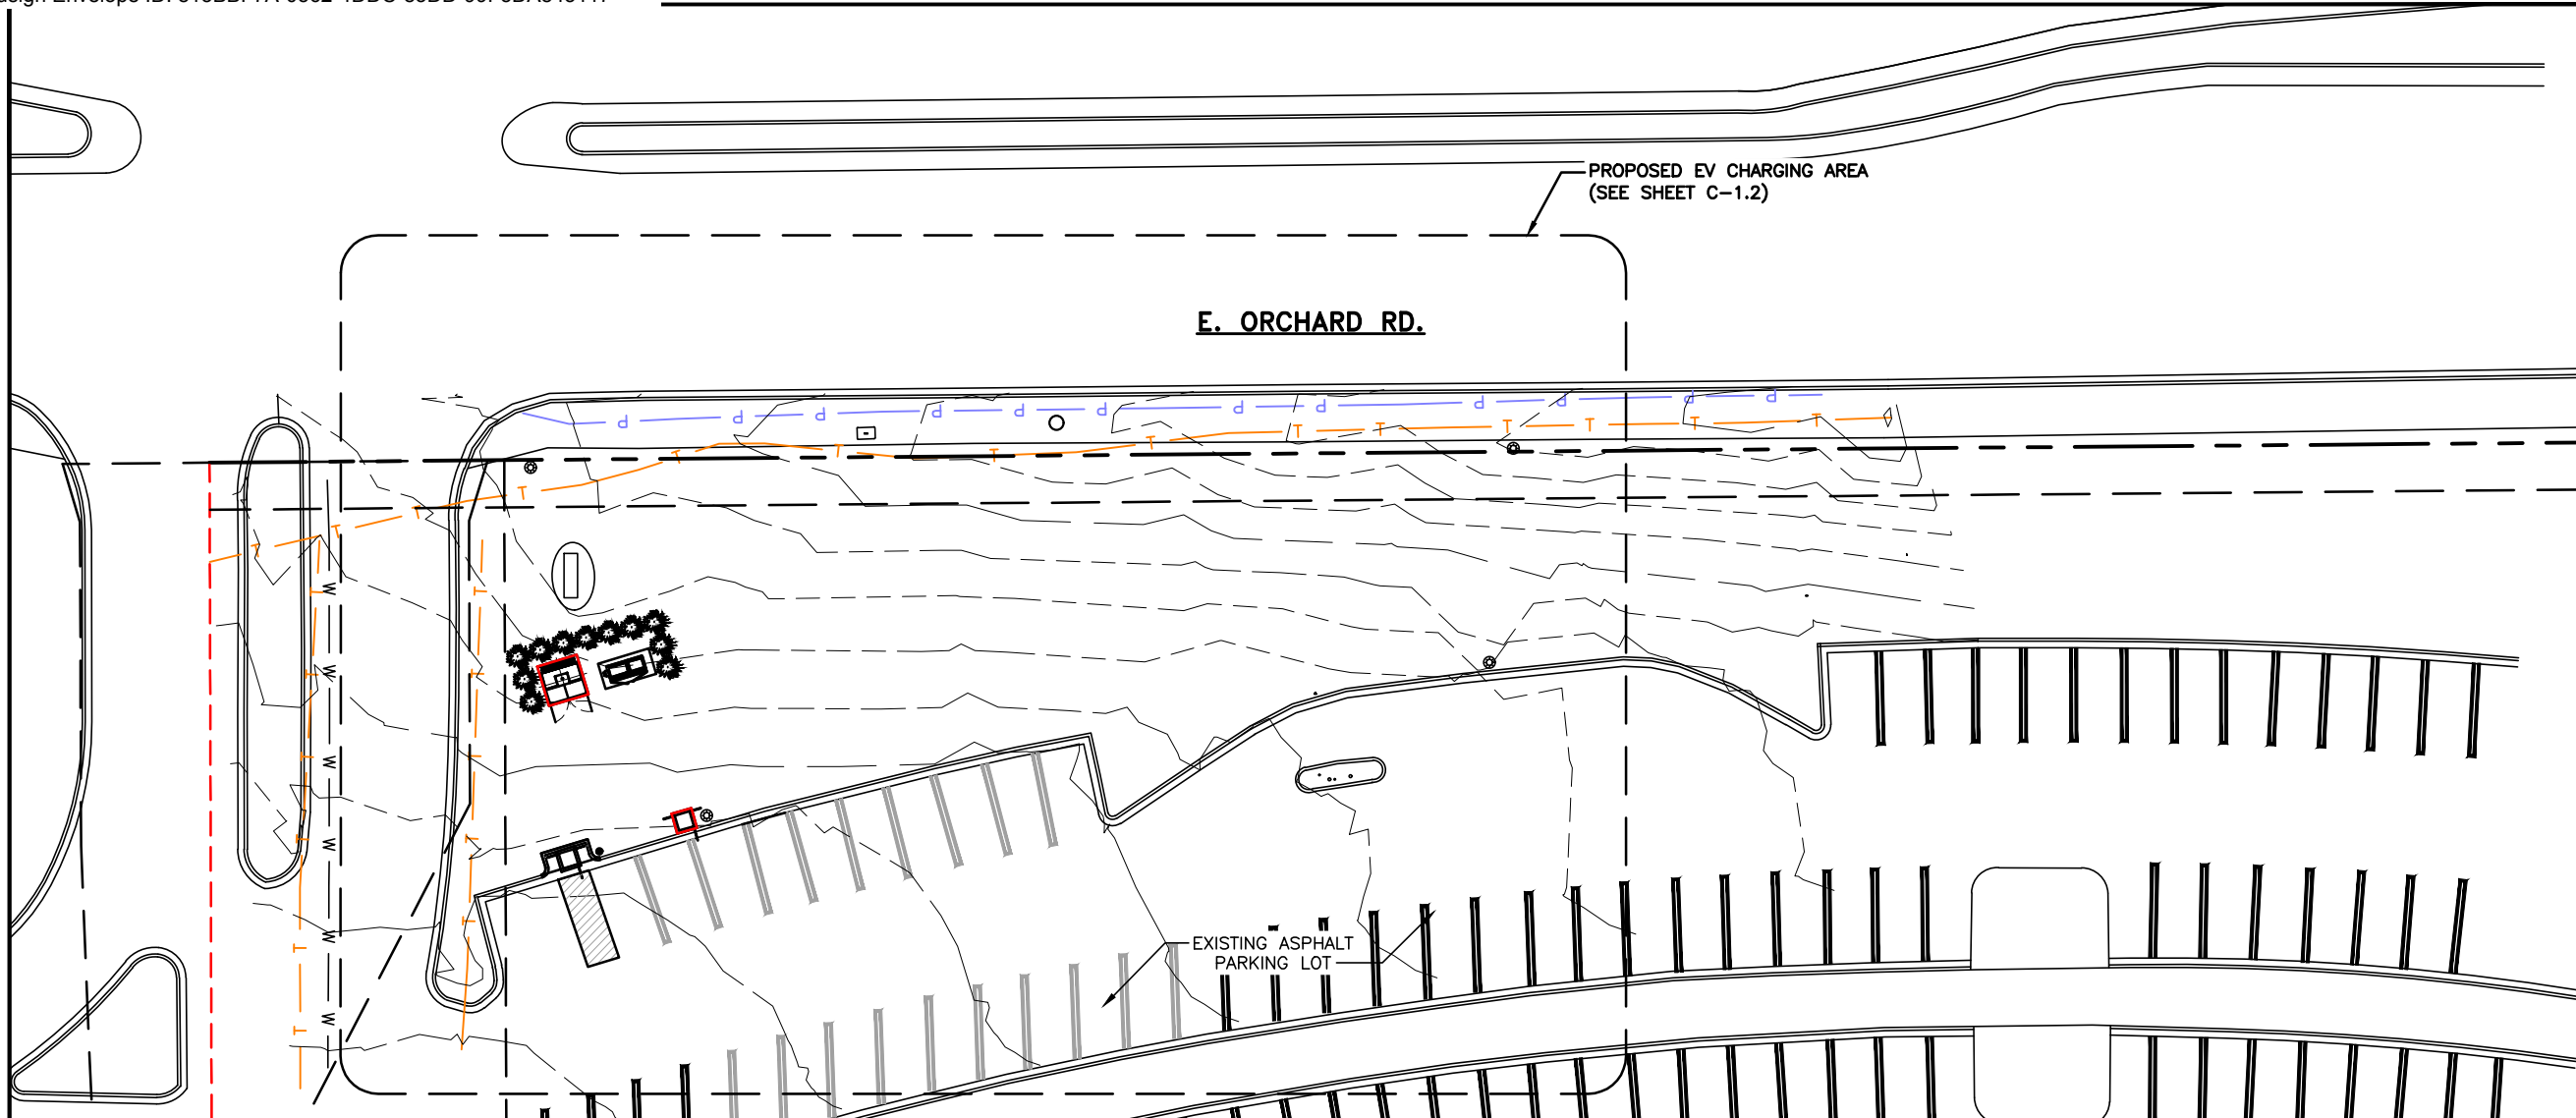 PROPOSED EV CHARGING AREA
(SEE SHEET C-1.2)
E. ORCHARD RD.
P P P P P P P P P P P P
T T T T T T T T T T T T
T T T
W
W
W
W
W
W
EXISTING ASPHALT
PARKING LOT